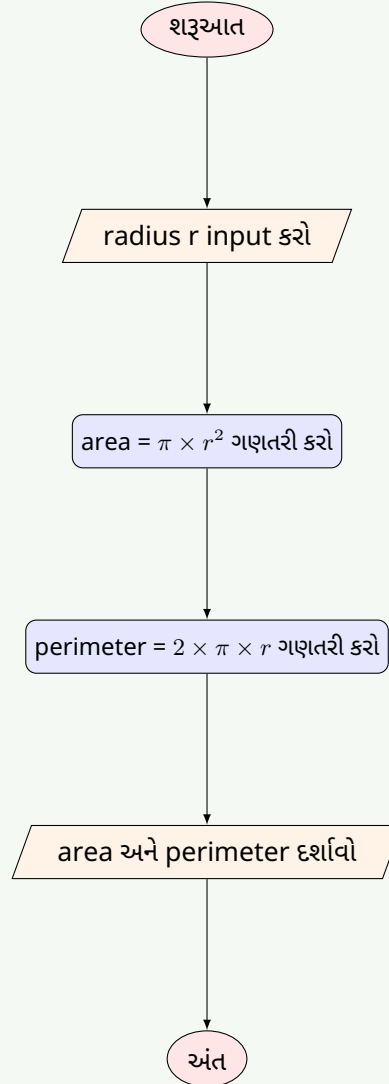 શરૂઆત
radius r input કરો
area = π × r² ગણતરી કરો
perimeter = 2 × π × r ગણતરી કરો
area અને perimeter દર્શાવો
અંત